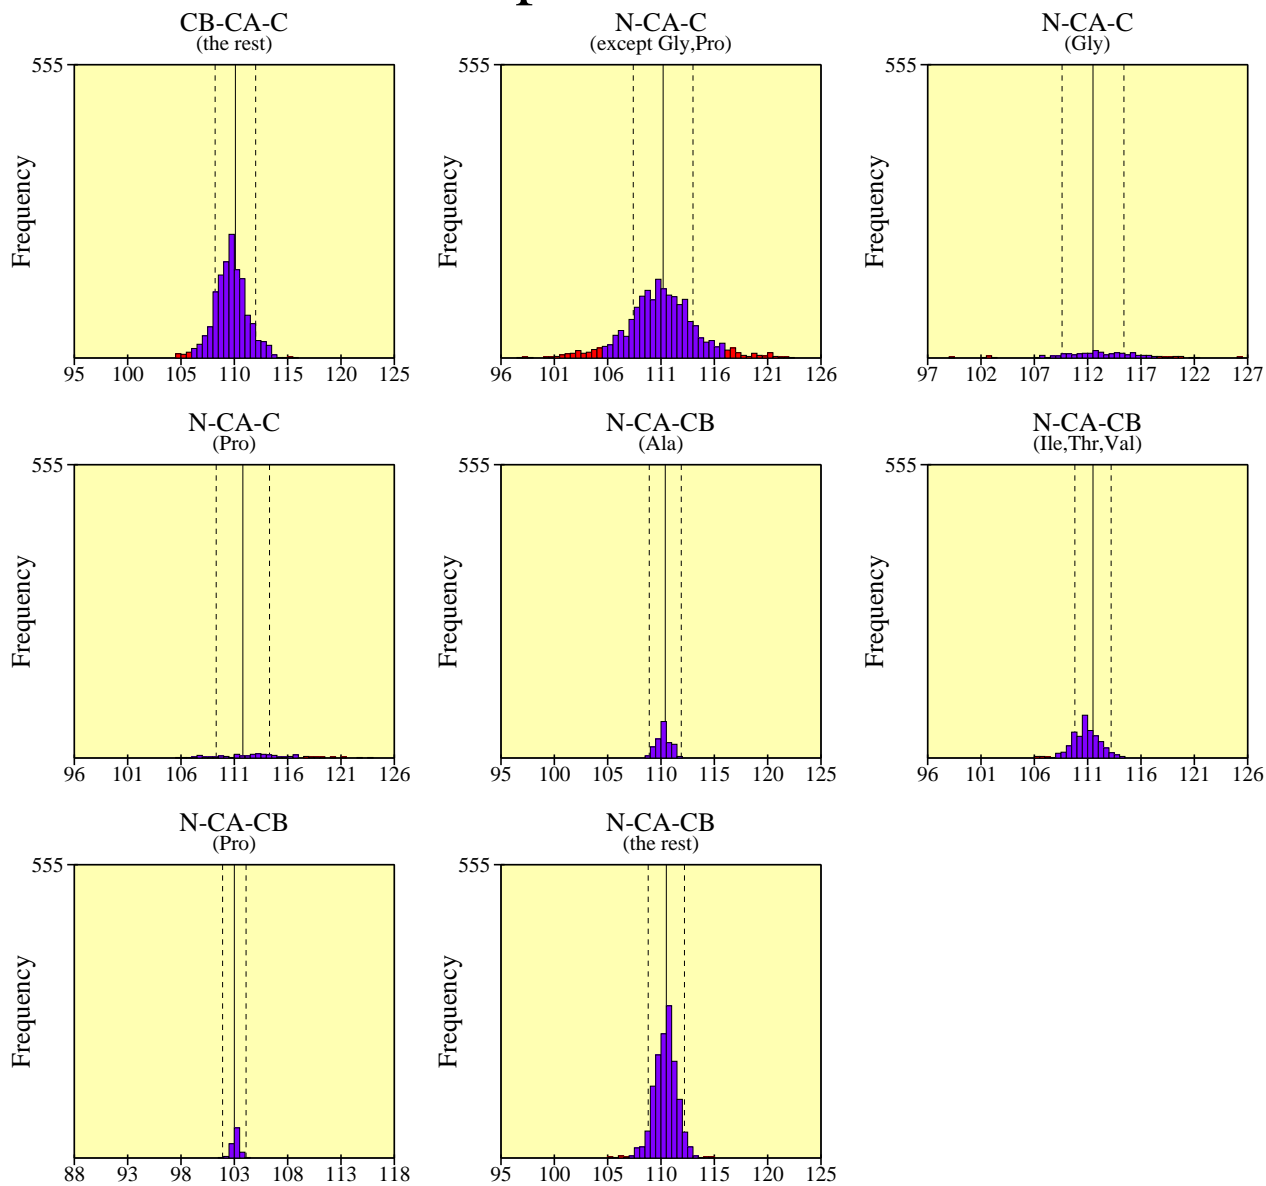 CB-CA-C
(the rest)
N-CA-C
(except Gly,Pro)
N-CA-C
(Gly)
555
555
555
Frequency
Frequency
Frequency
95 100 105 110 115 120 125
101 106 111 116 121 126
96
97 102 107 112 117 122 127
N-CA-C
(Pro)
N-CA-CB
(Ala)
N-CA-CB
(Ile,Thr,Val)
555
555
555
Frequency
Frequency
Frequency
96 101 106 111 116 121 126
95 100 105 110 115 120 125
96 101 106 111 116 121 126
N-CA-CB
(Pro)
N-CA-CB
(the rest)
555
555
Frequency
Frequency
88 93 98 103 108 113 118
95 100 105 110 115 120 125